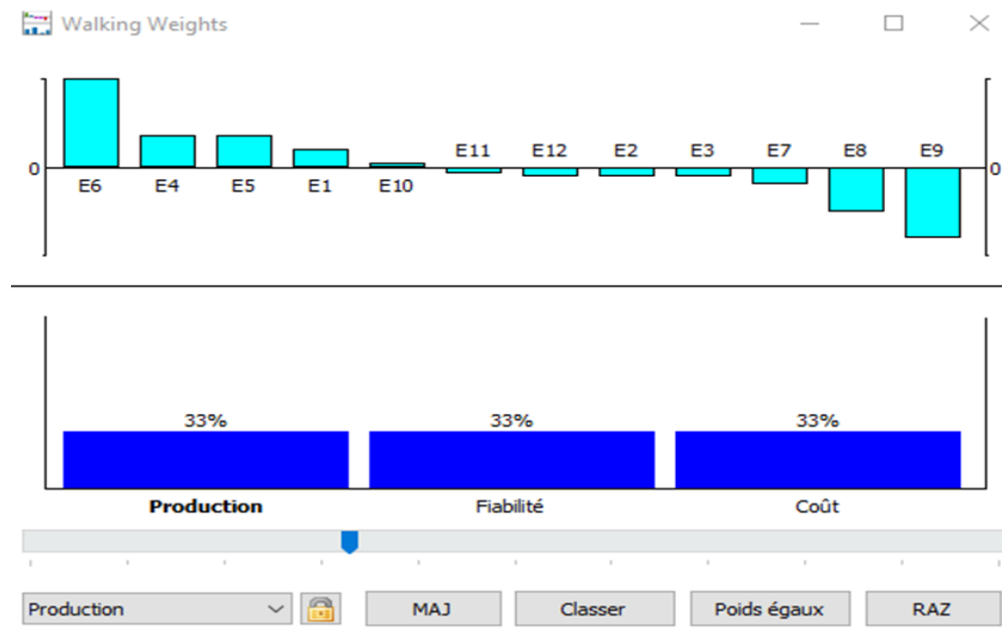 Walking Weights
E11 E12 E2 E3 E7 E8 E9
0 0
E6 E4 E5 E1 E10
33% 33% 33%
Production Fiabilité Coût
Production MAJ Classer Poids égaux RAZ